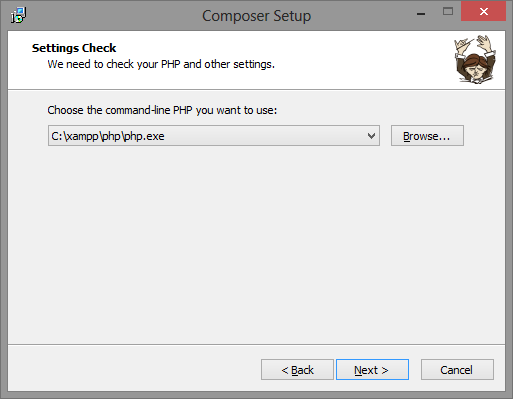 Composer Setup
Settings Check
We need to check your PHP and other settings.
Choose the command-line PHP you want to use:
C:\xampp\php\php.exe
Browse...
< Back
Next >
Cancel